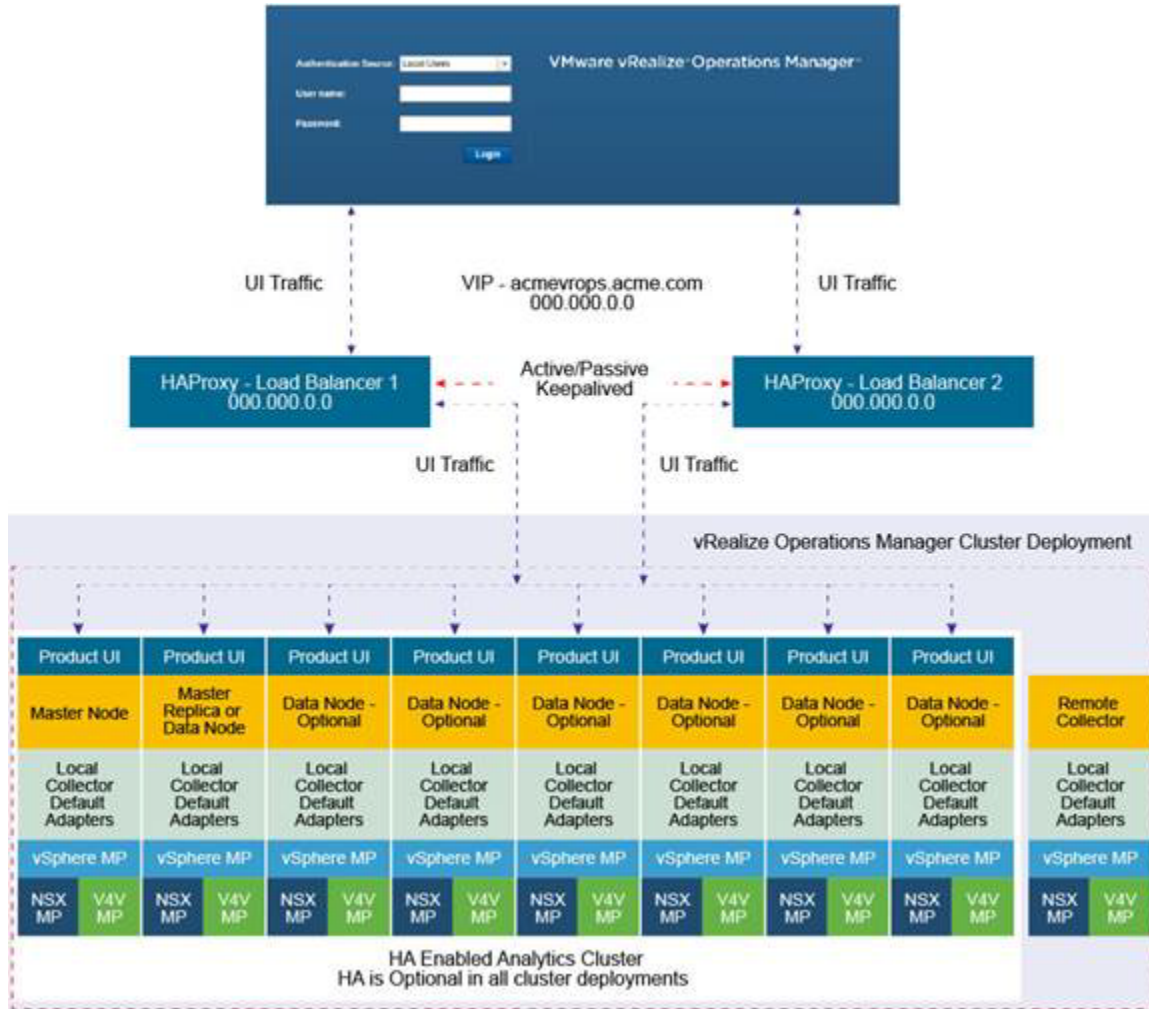 Authentication Source: Local Users
VMware vRealize™ Operations Manager™
User name:
Password:
Login
UI Traffic
VIP - acmevrops.acme.com
000.000.0.0
UI Traffic
HAProxy - Load Balancer 1
000.000.0.0
Active/Passive
Keepalived
HAProxy - Load Balancer 2
000.000.0.0
UI Traffic
UI Traffic
vRealize Operations Manager Cluster Deployment
Product UI
Product UI
Product UI
Product UI
Product UI
Product UI
Product UI
Product UI
Master Node
Master
Replica or
Data Node
Data Node -
Optional
Data Node -
Optional
Data Node -
Optional
Data Node -
Optional
Data Node -
Optional
Data Node -
Optional
Remote
Collector
Local
Collector
Default
Adapters
Local
Collector
Default
Adapters
Local
Collector
Default
Adapters
Local
Collector
Default
Adapters
Local
Collector
Default
Adapters
Local
Collector
Default
Adapters
Local
Collector
Default
Adapters
Local
Collector
Default
Adapters
Local
Collector
Default
Adapters
vSphere MP
vSphere MP
vSphere MP
vSphere MP
vSphere MP
vSphere MP
vSphere MP
vSphere MP
vSphere MP
NSX
MP
V4V
MP
NSX
MP
V4V
MP
NSX
MP
V4V
MP
NSX
MP
V4V
MP
NSX
MP
V4V
MP
NSX
MP
V4V
MP
NSX
MP
V4V
MP
NSX
MP
V4V
MP
NSX
MP
V4V
MP
HA Enabled Analytics Cluster
HA is Optional in all cluster deployments